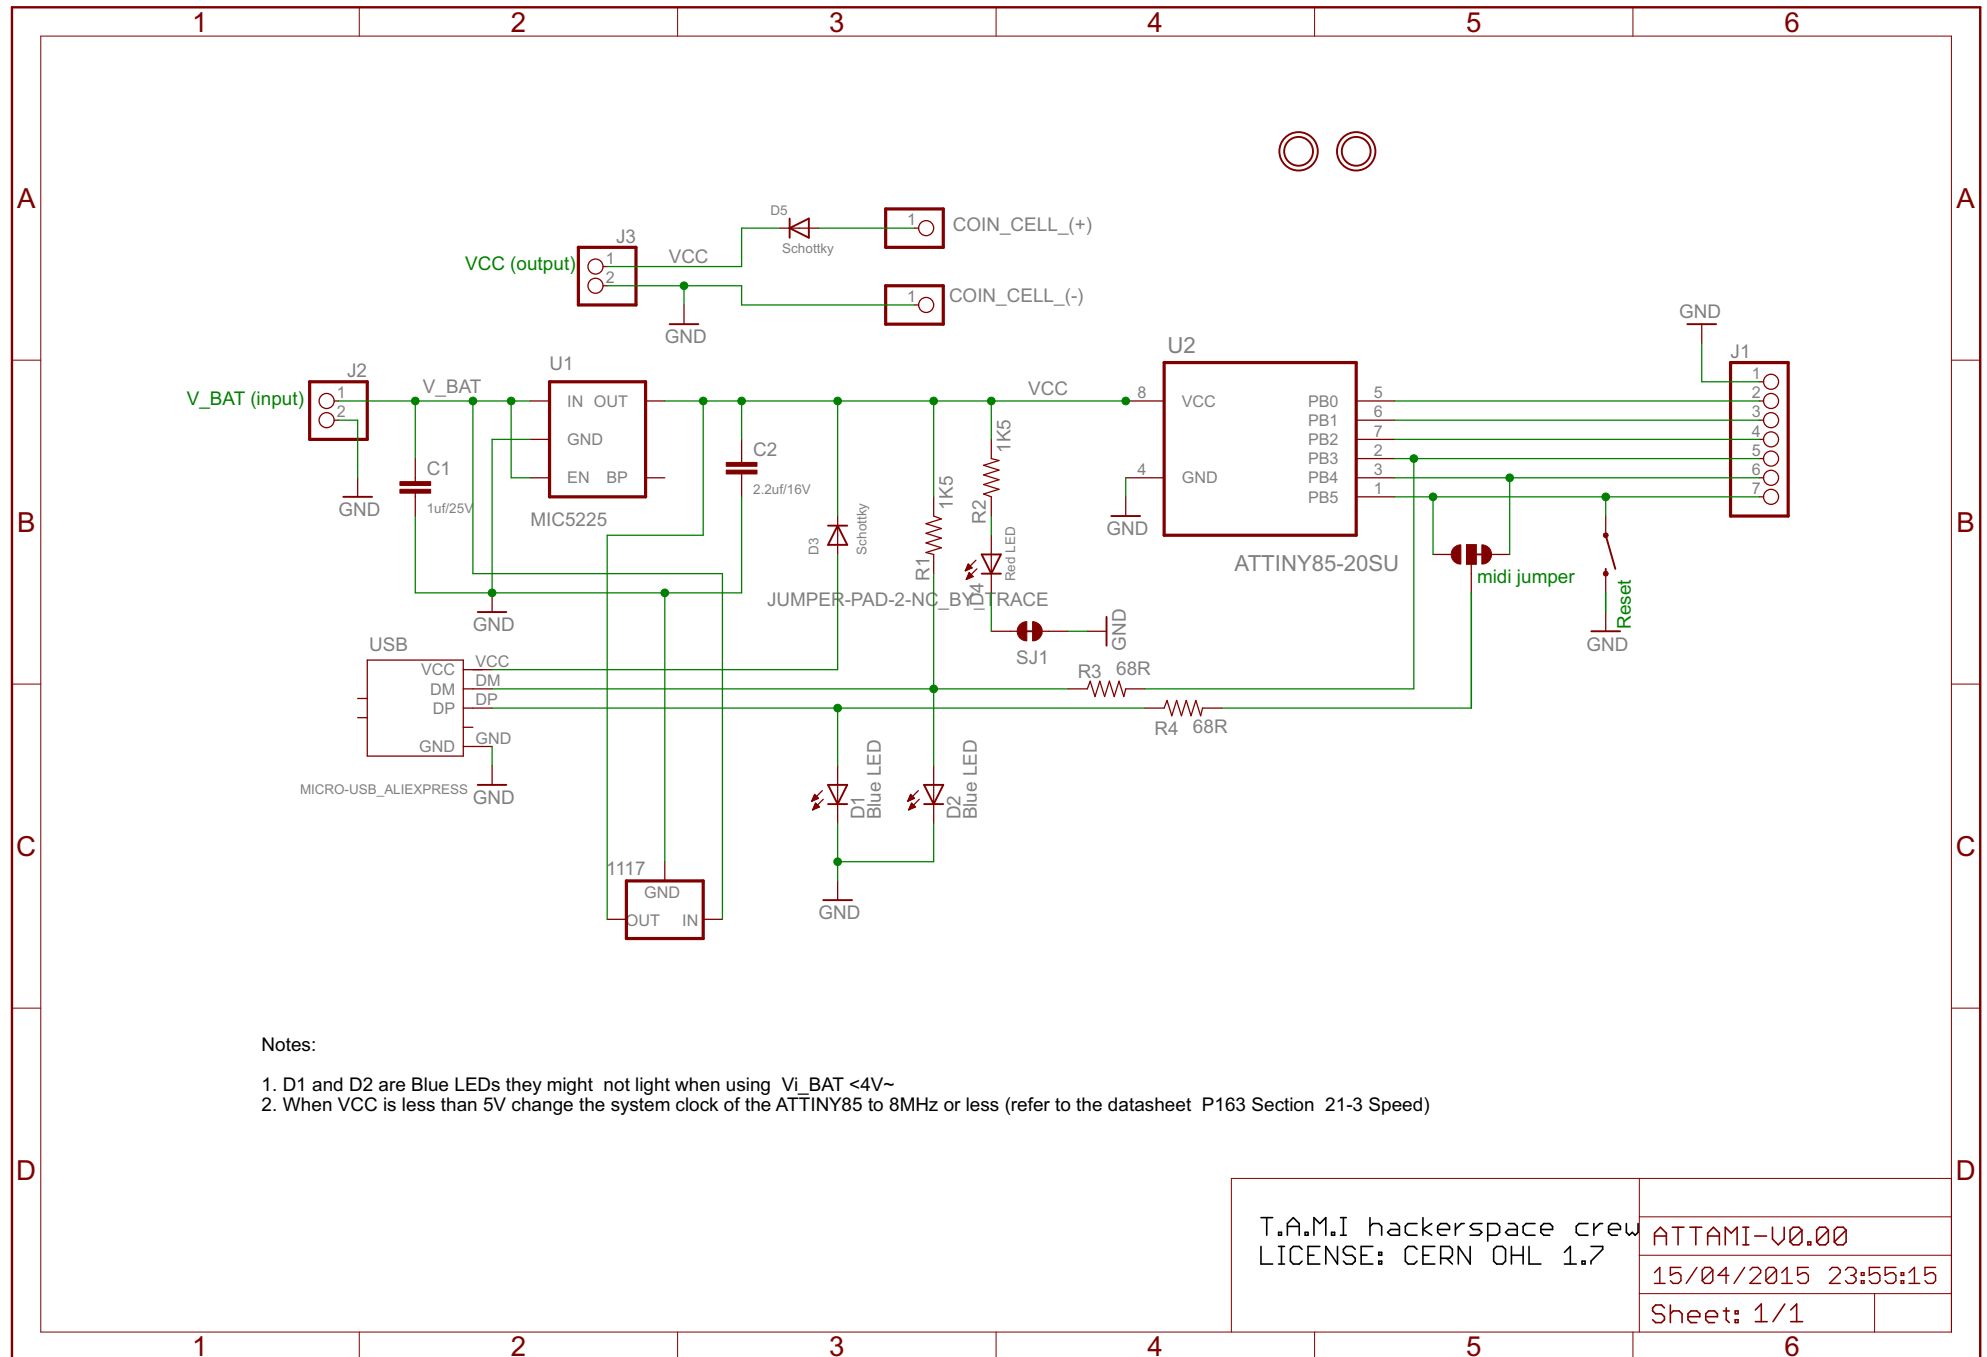 1 2 3 4 5 6
A A
D5
Schottky
1 COIN_CELL_(+)
J3
VCC (output) 1 VCC
2
1 COIN_CELL_(-)
GND
GND
J2 U1 VCC U2 J1
V_BAT (input) 1 V_BAT
2
IN OUT
GND
EN BP
MIC5225
GND
C1
1uf/25V
C2
2.2uf/16V
D3
Schottky
1K5
R1
1K5
R2
Red LED
D4
JUMPER-PAD-2-NC_BY_TRACE
SJ1
GND
8 VCC PB0 5
PB1 6
PB2 7
PB3 2
4 GND PB4 3
PB5 1
GND
ATTINY85-20SU
1
2
3
4
5
6
7
B B
midi jumper
Reset
GND
GND
USB
VCC VCC
DM DM
DP DP
GND GND
MICRO-USB_ALIEXPRESS
GND
R3 68R
R4 68R
D1
Blue LED
D2
Blue LED
GND
C C
1117
GND
OUT IN
Notes:
1. D1 and D2 are Blue LEDs they might  not light when using  Vi_BAT <4V~
2. When VCC is less than 5V change the system clock of the ATTINY85 to 8MHz or less (refer to the datasheet  P163 Section  21-3 Speed)
D D
T.A.M.I hackerspace crew
LICENSE: CERN OHL 1.7
ATTAMI-V0.00
15/04/2015 23:55:15
Sheet: 1/1
1 2 3 4 5 6